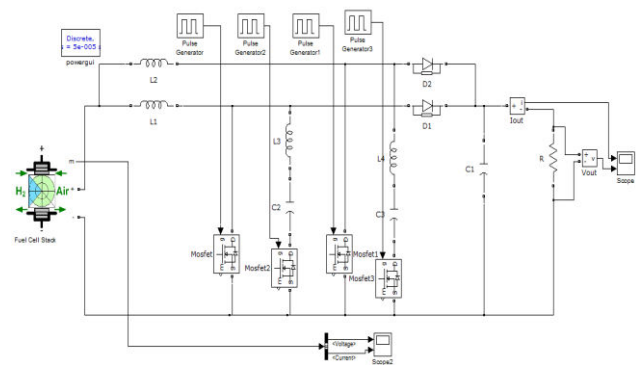 Discrete,
s = 5e-005
powergui
Pulse
Generator
Pulse
Generator2
Pulse
Generator1
Pulse
Generator3
L2
L1
D2
D1
L3
L4
C1
C2
C3
Iout
R
Vout
Scope
+
m
H2
Air
+
-
-
Fuel Cell Stack
Mosfet
Mosfet2
Mosfet1
Mosfet3
<Voltage>
<Current>
Scope2